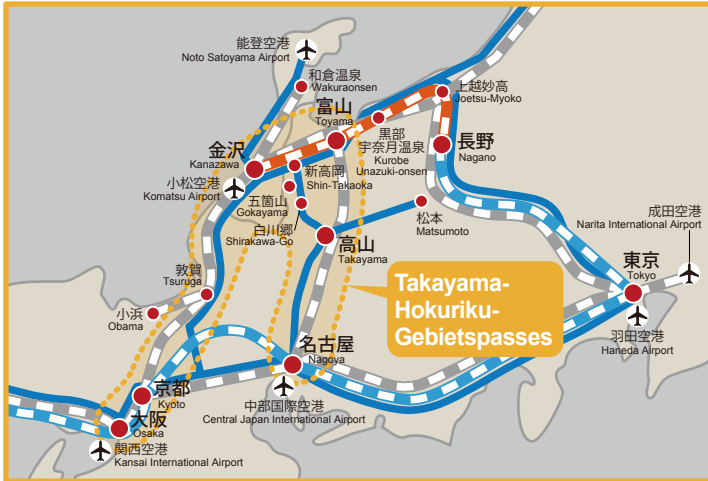 能登空港
Noto Satoyama Airport
和倉温泉
Wakuraonsen
富山
Toyama
上越妙高
Joetsu-Myoko
黒部
宇奈月温泉
Kurobe
Unazuki-onsen
長野
Nagano
金沢
Kanazawa
小松空港
Komatsu Airport
新高岡
Shin-Takaoka
五箇山
Gokayama
白川郷
Shirakawa-Go
松本
Matsumoto
高山
Takayama
成田空港
Narita International Airport
東京
Tokyo
羽田空港
Haneda Airport
敦賀
Tsuruga
小浜
Obama
Takayama-
Hokuriku-
Gebietspasses
名古屋
Nagoya
中部国際空港
Central Japan International Airport
京都
Kyoto
大阪
Osaka
関西空港
Kansai International Airport